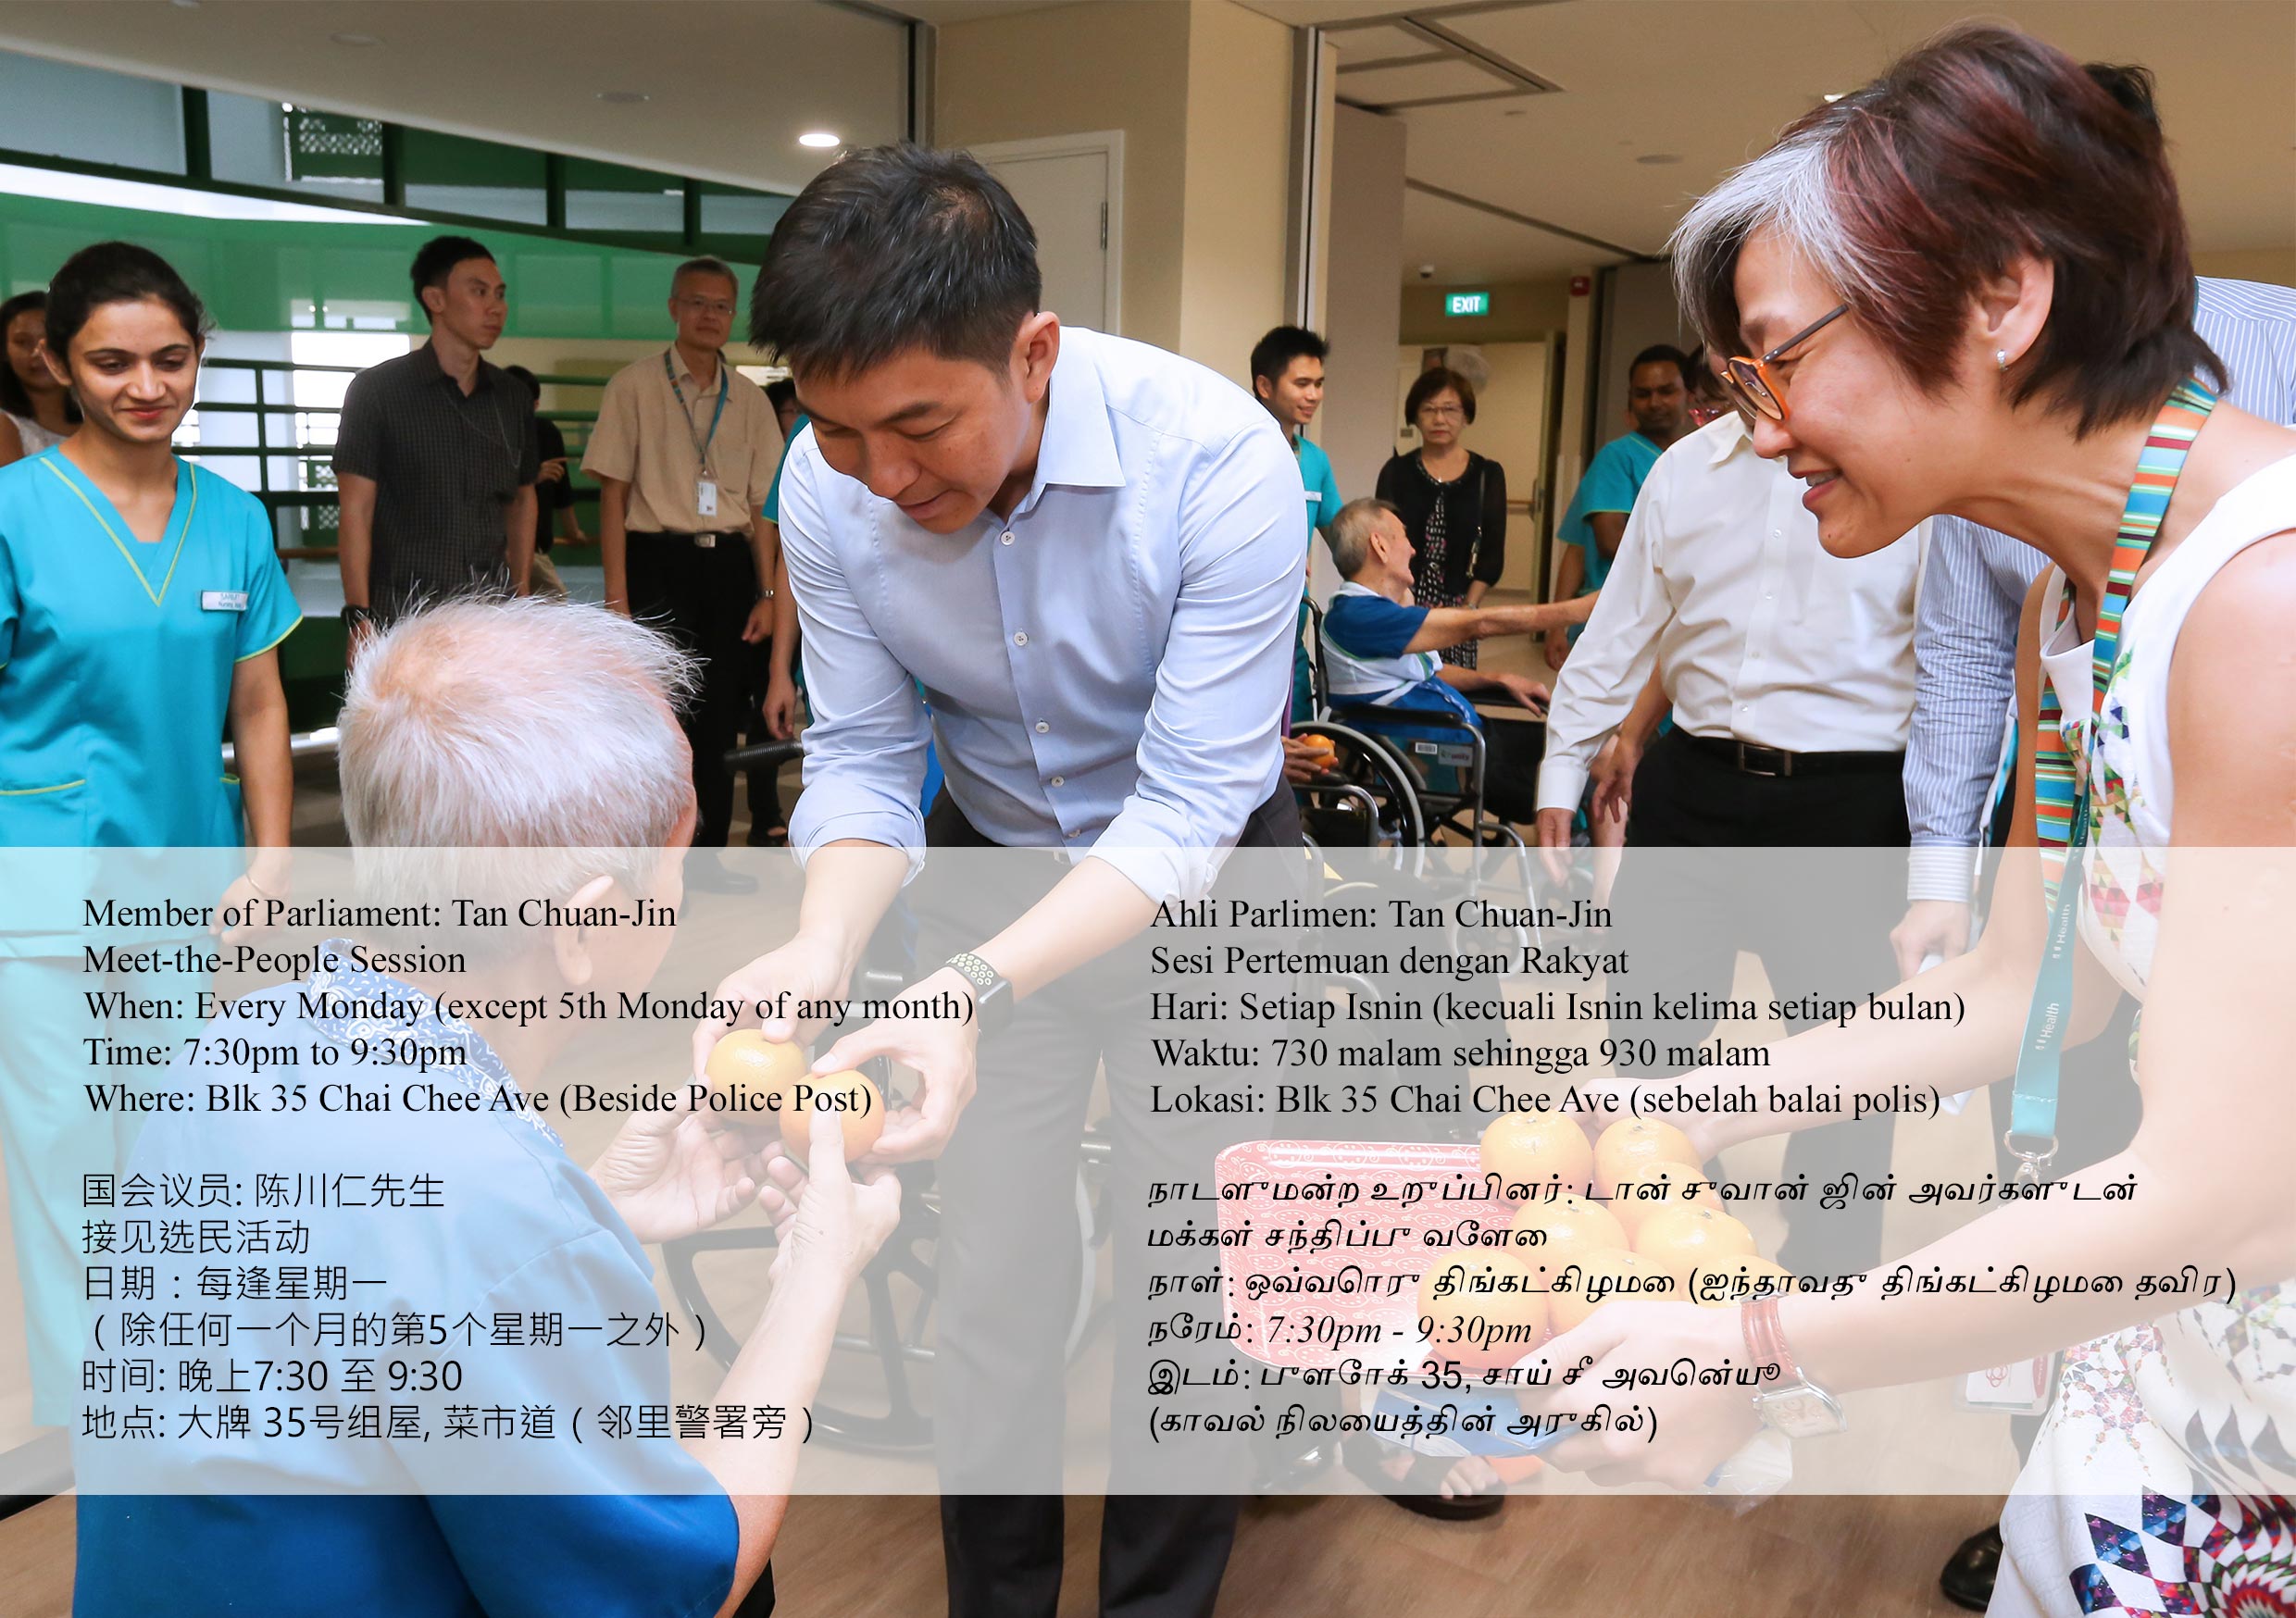 EXIT
Member of Parliament: Tan Chuan-Jin
Meet-the-People Session
When: Every Monday (except 5th Monday of any month)
Time: 7:30pm to 9:30pm
Where: Blk 35 Chai Chee Ave (Beside Police Post)
国会议员: 陈川仁先生
接见选民活动
日期：每逢星期一
（除任何一个月的第5个星期一之外）
时间: 晚上7:30 至 9:30
地点: 大牌 35号组屋, 菜市道（邻里警署旁）
Ahli Parlimen: Tan Chuan-Jin
Sesi Pertemuan dengan Rakyat
Hari: Setiap Isnin (kecuali Isnin kelima setiap bulan)
Waktu: 730 malam sehingga 930 malam
Lokasi: Blk 35 Chai Chee Ave (sebelah balai polis)
நாடளுமன்ற உறுப்பினர்: டான் சுவான் ஜின் அவர்களுடன்
மக்கள் சந்திப்பு வேளை
நாள்: ஒவ்வொரு திங்கட்கிழமை (ஐந்தாவது திங்கட்கிழமை தவிர)
நேரம்: 7:30pm - 9:30pm
இடம்: புளோக் 35, சாய் சீ அவென்யூ
(காவல் நிலையத்தின் அருகில்)
Health
Health